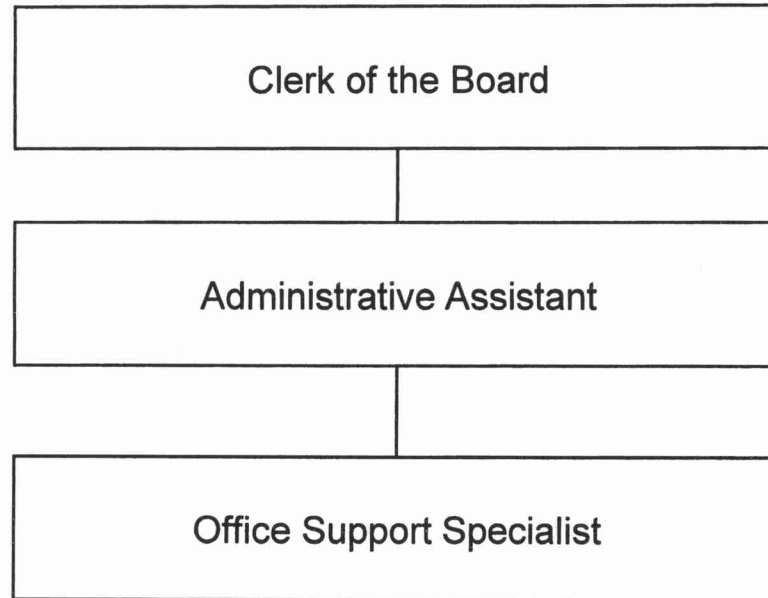 Clerk of the Board
Administrative Assistant
Office Support Specialist